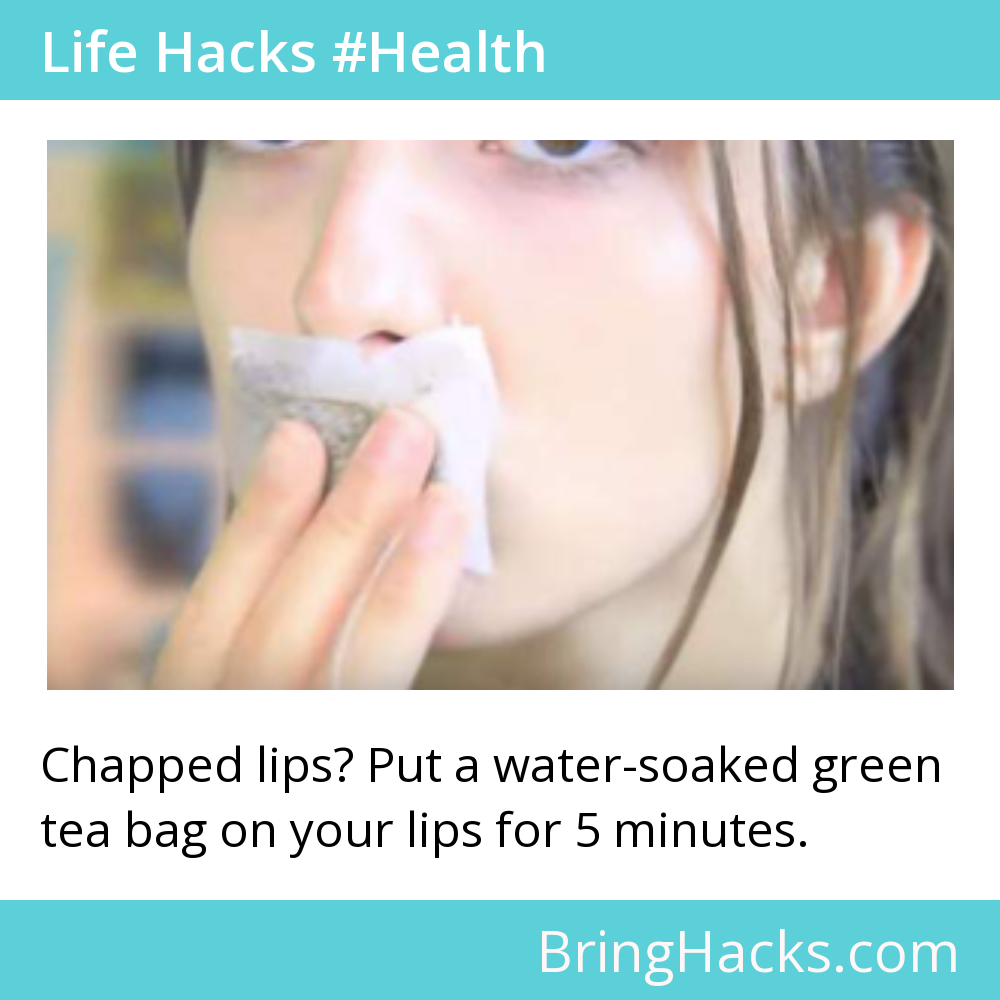 Life Hacks #Health
Chapped lips? Put a water-soaked green
tea bag on your lips for 5 minutes.
BringHacks.com